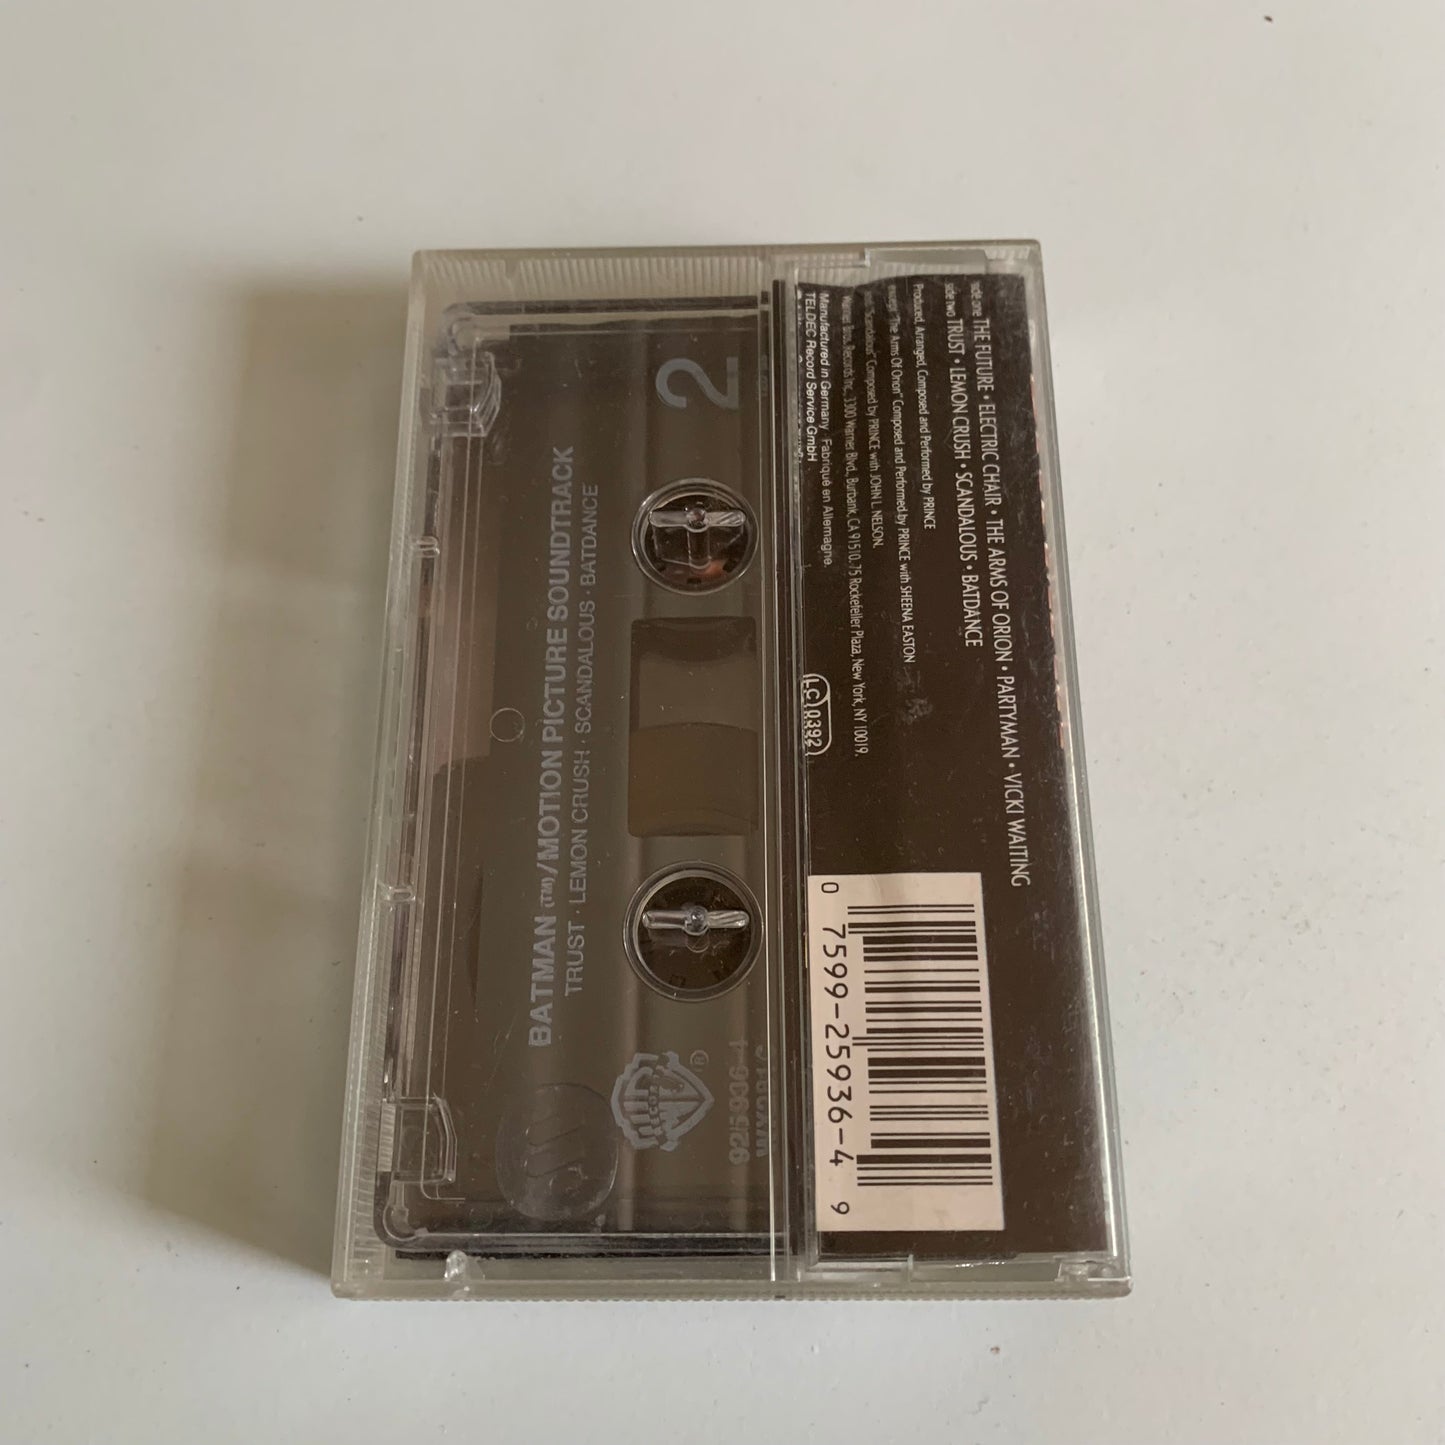 side one THE FUTURE • ELECTRIC CHAIR • THE ARMS OF ORION • PARTYMAN • VICKI WAITING
side two TRUST • LEMON CRUSH • SCANDALOUS • BATDANCE
Produced, Arranged, Composed and Performed by PRINCE
except "The Arms Of Orion" Composed and Performed by PRINCE with SHEENA EASTON
"Scandalous" Composed by PRINCE with JOHN L. NELSON.
Warner Bros. Records Inc., 3300 Warner Blvd., Burbank, CA 91510. 75 Rockefeller Plaza, New York, NY 10019.
Manufactured in Germany · Fabriqué en Allemagne.
TELDEC Record Service GmbH
LC 0392
0 7599-25936-4 9
2
BATMAN (TM)/MOTION PICTURE SOUNDTRACK
TRUST · LEMON CRUSH · SCANDALOUS · BATDANCE
®
925936-4